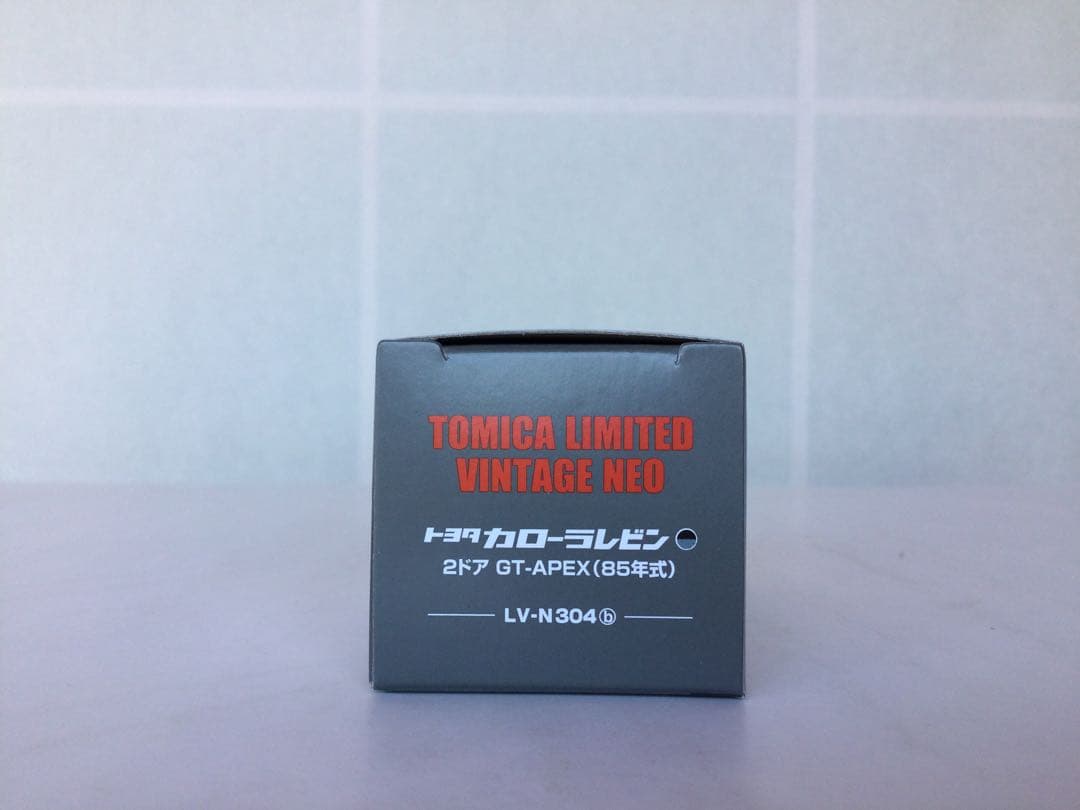 TOMICA LIMITED
VINTAGE NEO
トヨタ カローラレビン
2ドア GT-APEX(85年式)
LV-N304ⓑ